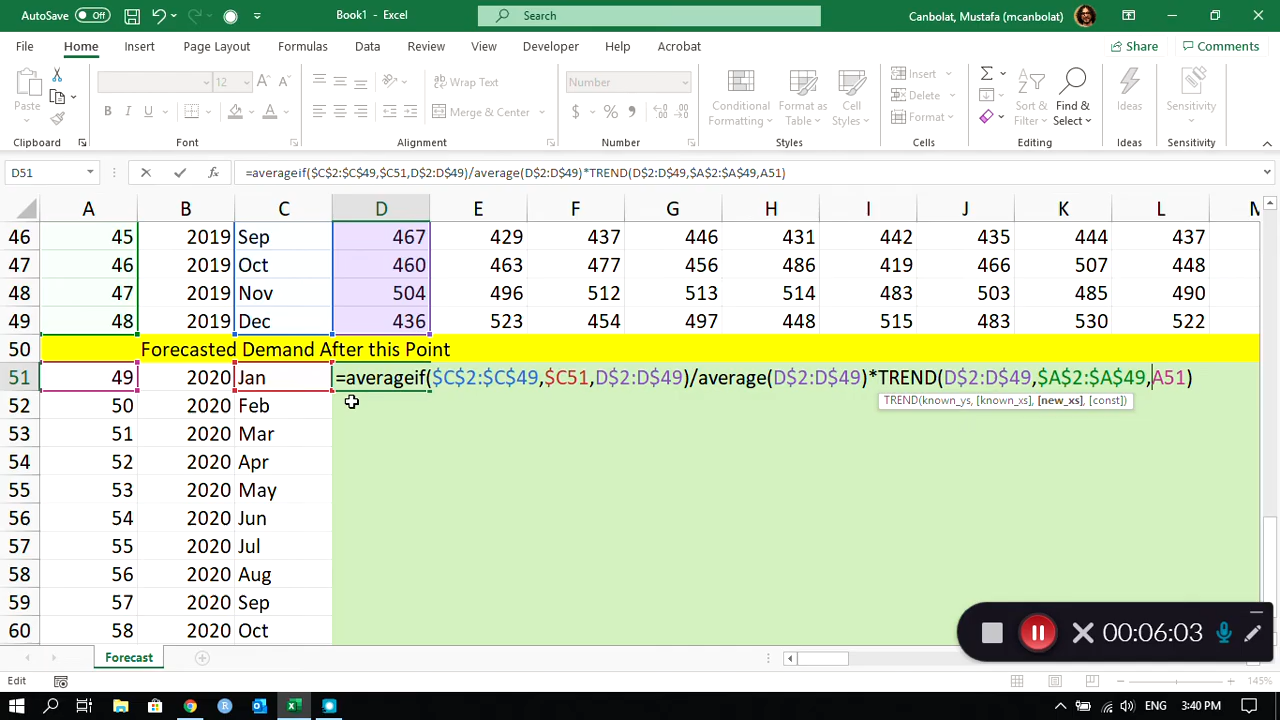 AutoSave Off Book1 - Excel Search Canbolat, Mustafa (mcanbolat)
File Home Insert Page Layout Formulas Data Review View Developer Help Acrobat Share Comments
Paste 12 Wrap Text Number Conditional Formatting Format as Table Cell Styles Insert Sort & Filter Find & Select Ideas Sensitivity
B I U Merge & Center $ % Delete
Format
Clipboard Font Alignment Number Styles Cells Editing Ideas Sensitivity
D51 fx =averageif($C$2:$C$49,$C51,D$2:D$49)/average(D$2:D$49)*TREND(D$2:D$49,$A$2:$A$49,A51)
A B C D E F G H I J K L M
46 45 2019 Sep 467 429 437 446 431 442 435 444 437
47 46 2019 Oct 460 463 477 456 486 419 466 507 448
48 47 2019 Nov 504 496 512 513 514 483 503 485 490
49 48 2019 Dec 436 523 454 497 448 515 483 530 522
50 Forecasted Demand After this Point
51 49 2020 Jan =averageif($C$2:$C$49,$C51,D$2:D$49)/average(D$2:D$49)*TREND(D$2:D$49,$A$2:$A$49,A51)
TREND(known_ys, [known_xs], [new_xs], [const])
52 50 2020 Feb
53 51 2020 Mar
54 52 2020 Apr
55 53 2020 May
56 54 2020 Jun
57 55 2020 Jul
58 56 2020 Aug
59 57 2020 Sep
60 58 2020 Oct
00:06:03
Forecast
Edit 145%
ENG 3:40 PM